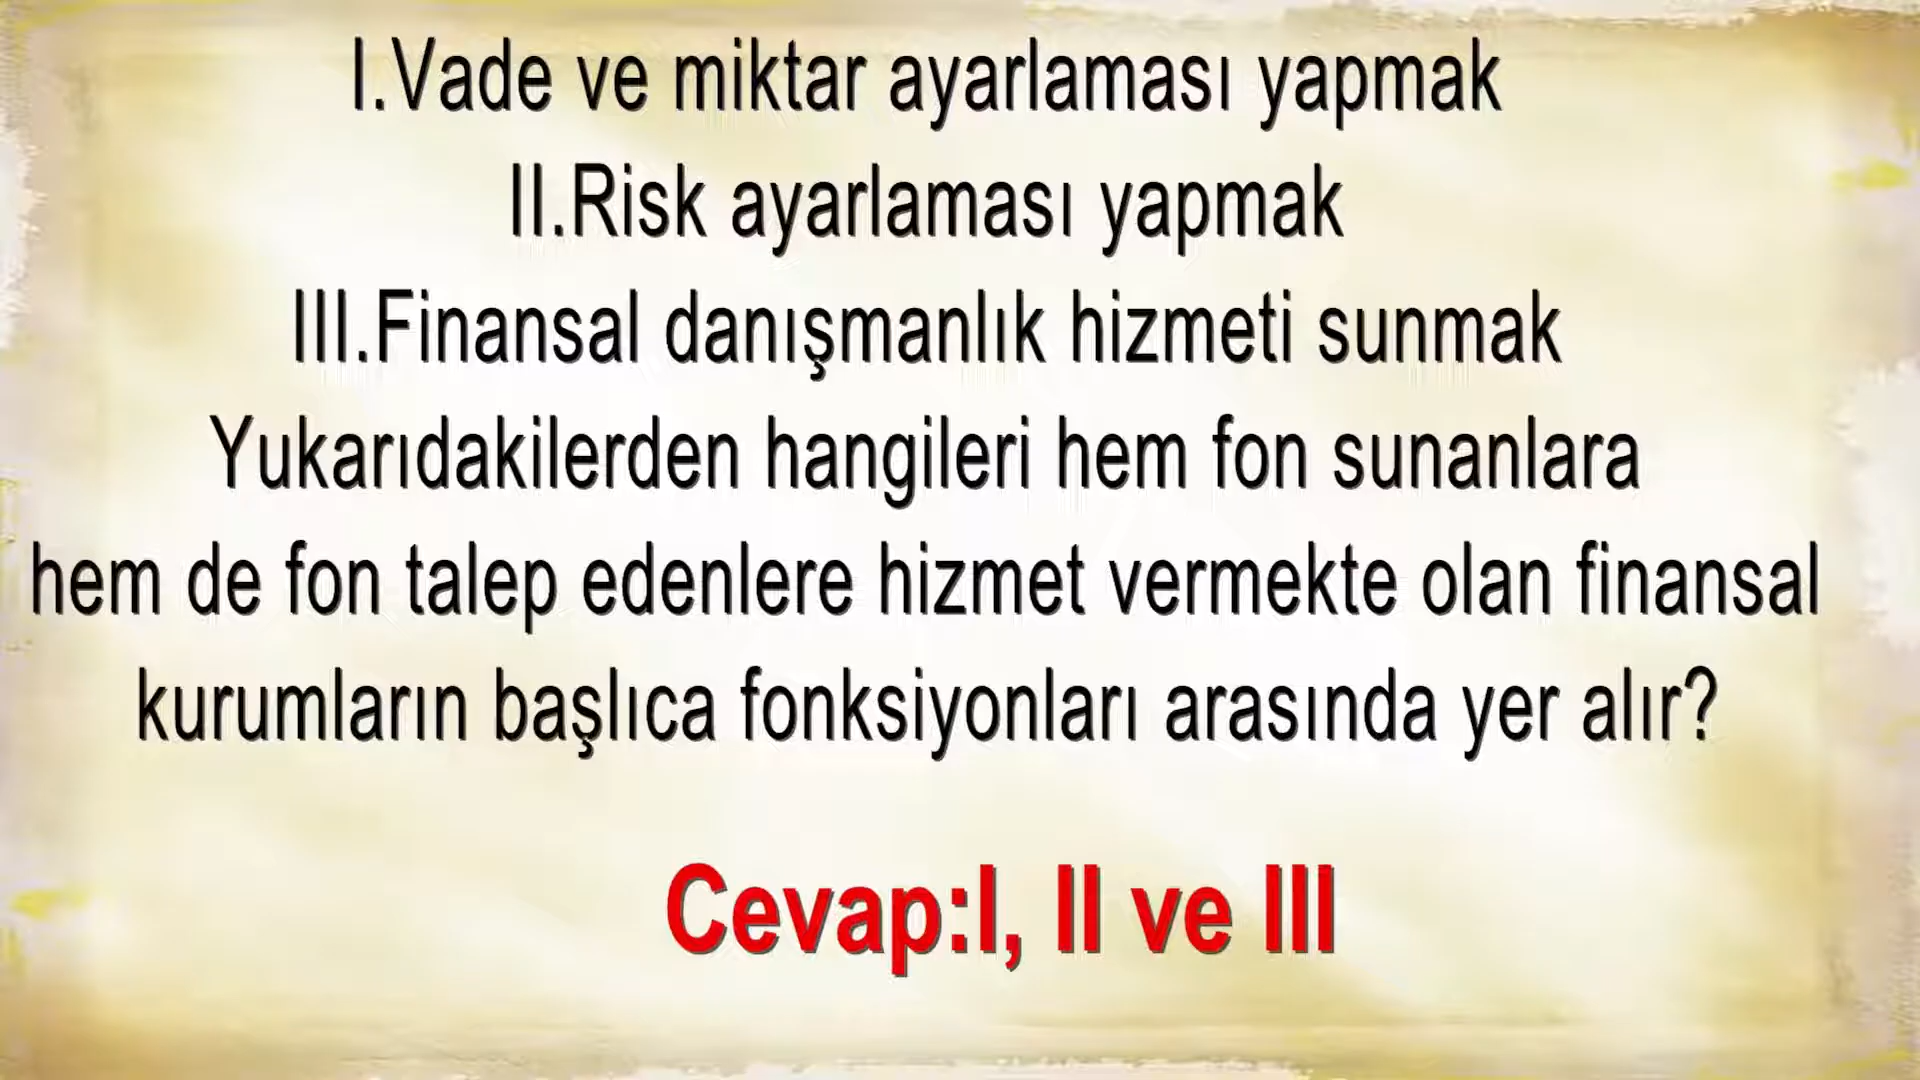 I.Vade ve miktar ayarlaması yapmak
II.Risk ayarlaması yapmak
III.Finansal danışmanlık hizmeti sunmak
Yukarıdakilerden hangileri hem fon sunanlara
hem de fon talep edenlere hizmet vermekte olan finansal
kurumların başlıca fonksiyonları arasında yer alır?
Cevap:I, II ve III